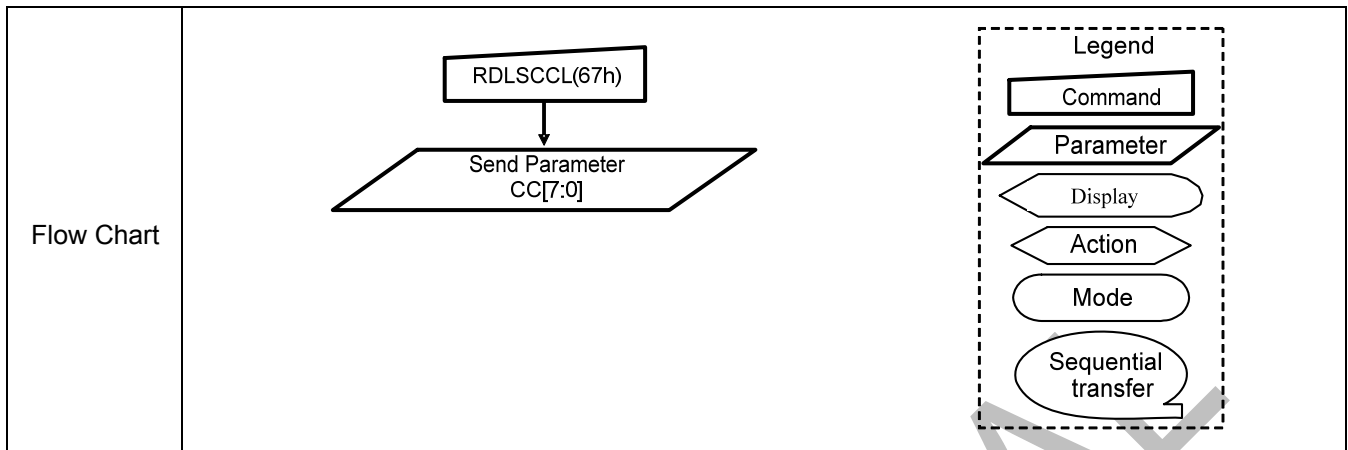 Flow Chart
RDLSCCL(67h)
Send Parameter
CC[7:0]
Legend
Command
Parameter
Display
Action
Mode
Sequential
transfer